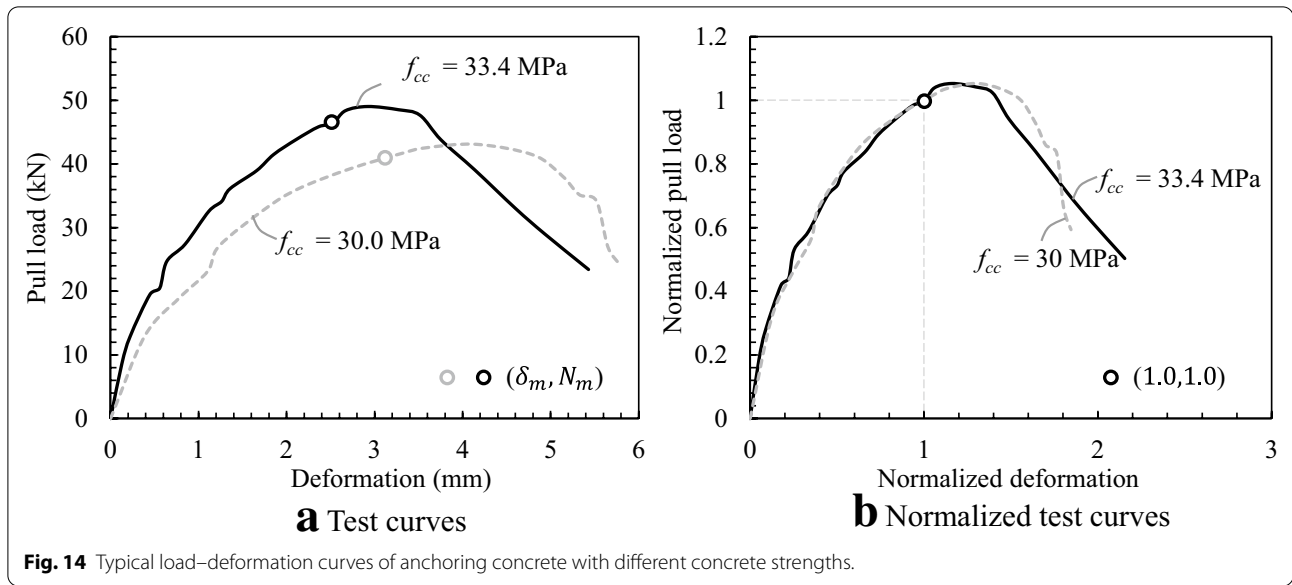 60
50
40
30
20
10
0
Pull load (kN)
f_cc = 33.4 MPa
f_cc = 30.0 MPa
(δ_m, N_m)
0 1 2 3 4 5 6
Deformation (mm)
a Test curves
1.2
1
0.8
0.6
0.4
0.2
0
Normalized pull load
f_cc = 33.4 MPa
f_cc = 30 MPa
(1.0,1.0)
0 1 2 3
Normalized deformation
b Normalized test curves
Fig. 14 Typical load–deformation curves of anchoring concrete with different concrete strengths.